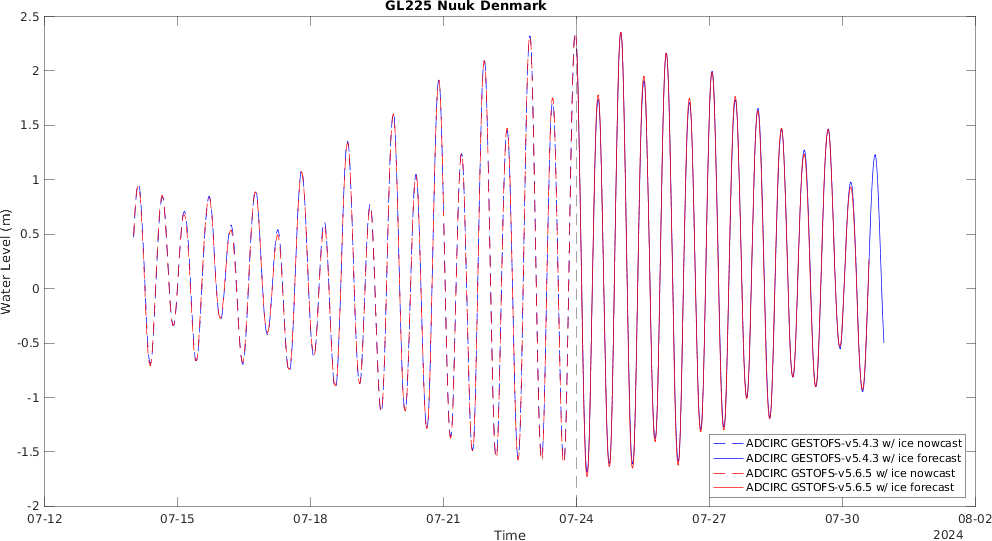 GL225 Nuuk Denmark
2.5
2
1.5
1
0.5
0
-0.5
-1
-1.5
-2
Water Level (m)
07-12
07-15
07-18
07-21
07-24
07-27
07-30
08-02
Time
2024
ADCIRC GESTOFS-v5.4.3 w/ ice nowcast
ADCIRC GESTOFS-v5.4.3 w/ ice forecast
ADCIRC GSTOFS-v5.6.5 w/ ice nowcast
ADCIRC GSTOFS-v5.6.5 w/ ice forecast